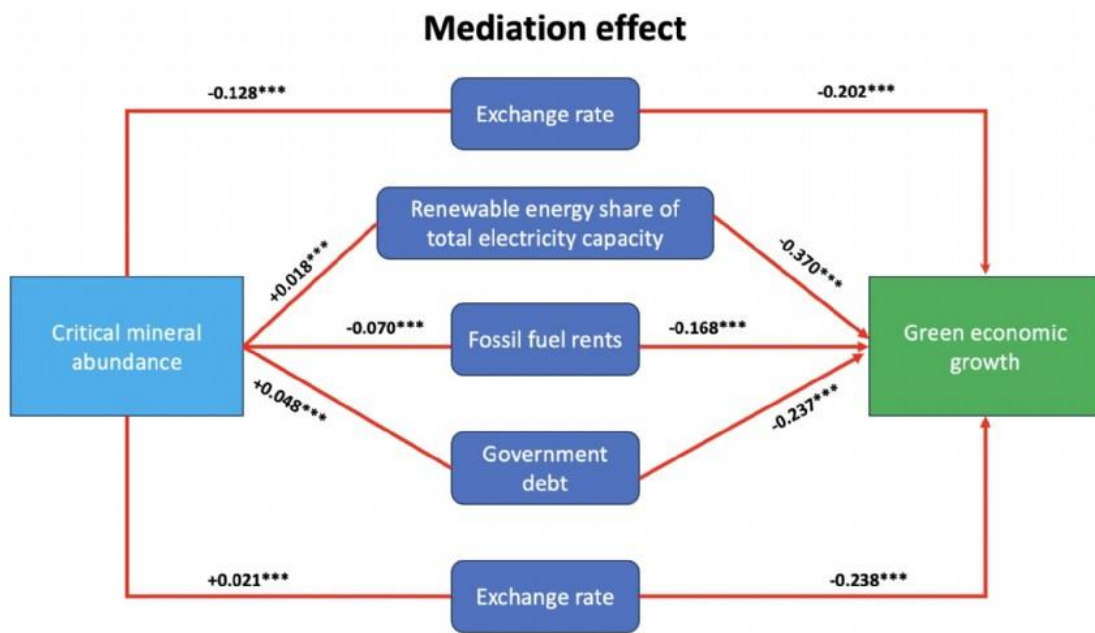 Mediation effect
-0.128***
Exchange rate
-0.202***
Renewable energy share of
total electricity capacity
+0.018***
-0.370***
Critical mineral
abundance
-0.070***
Fossil fuel rents
-0.168***
Green economic
growth
+0.048***
Government
debt
-0.237***
+0.021***
Exchange rate
-0.238***